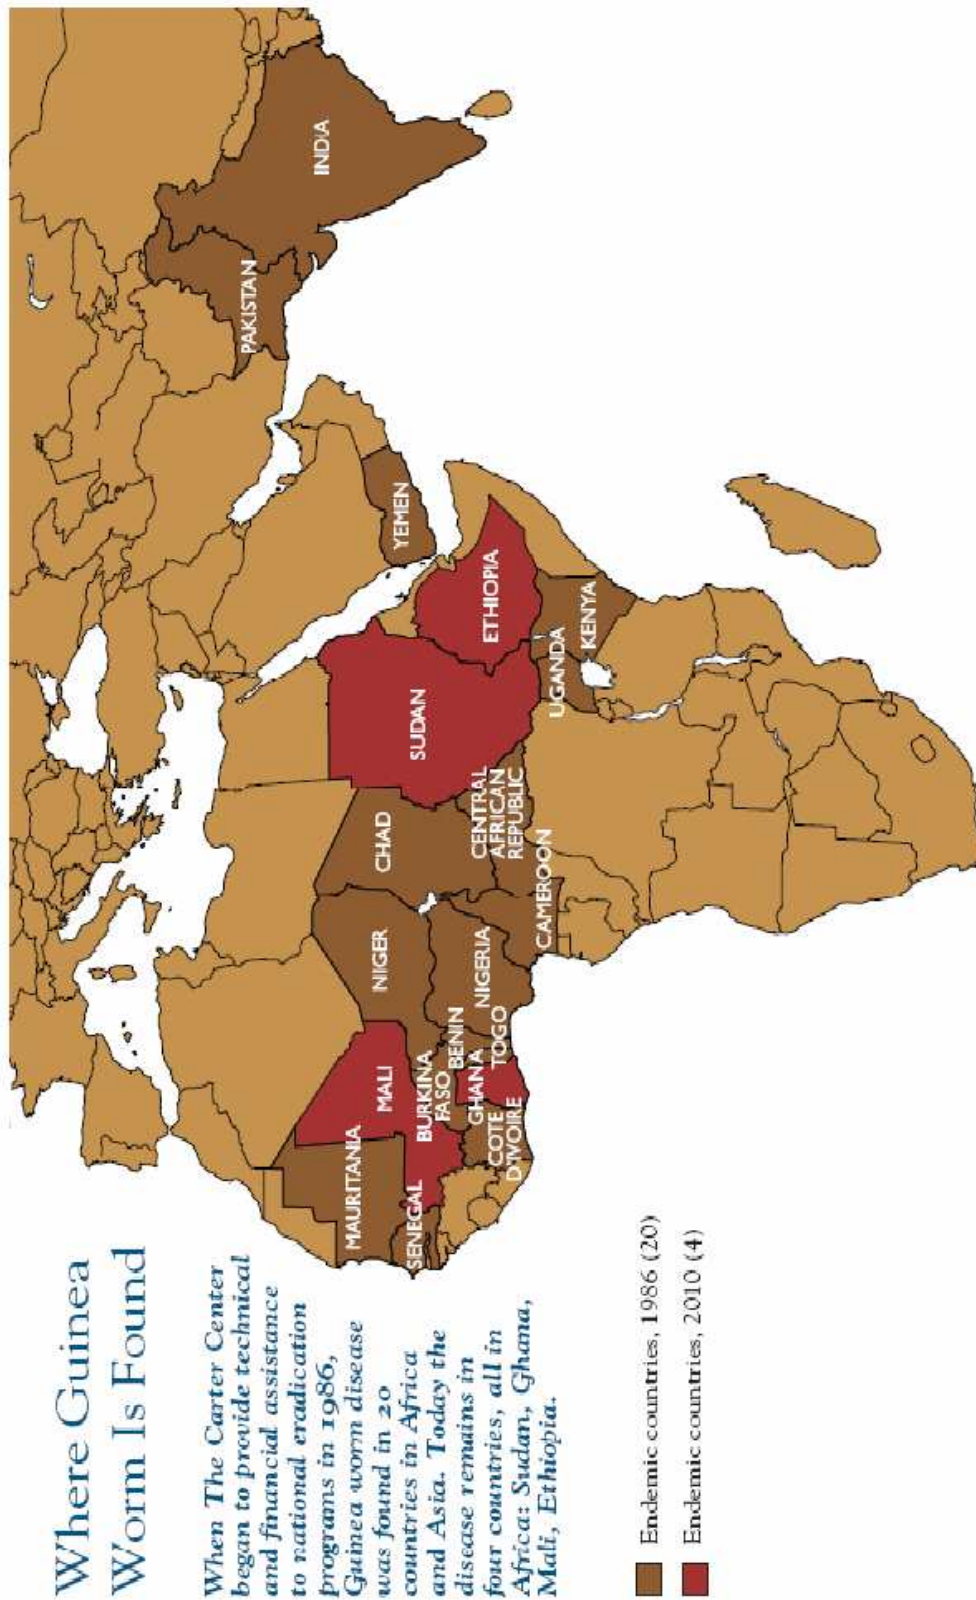 Where Guinea
Worm Is Found
When The Carter Center
began to provide technical
and financial assistance
to national eradication
programs in 1986,
Guinea worm disease
was found in 20
countries in Africa
and Asia. Today the
disease remains in
four countries, all in
Africa: Sudan, Ghana,
Mali, Ethiopia.
Endemic countries, 1986 (20)
Endemic countries, 2010 (4)
MAURITANIA
SENEGAL
MALI
BURKINA
FASO
COTE
D'IVOIRE
GHANA
TOGO
BENIN
NIGER
NIGERIA
CAMEROON
CHAD
CENTRAL
AFRICAN
REPUBLIC
SUDAN
UGANDA
KENYA
ETHIOPIA
YEMEN
PAKISTAN
INDIA